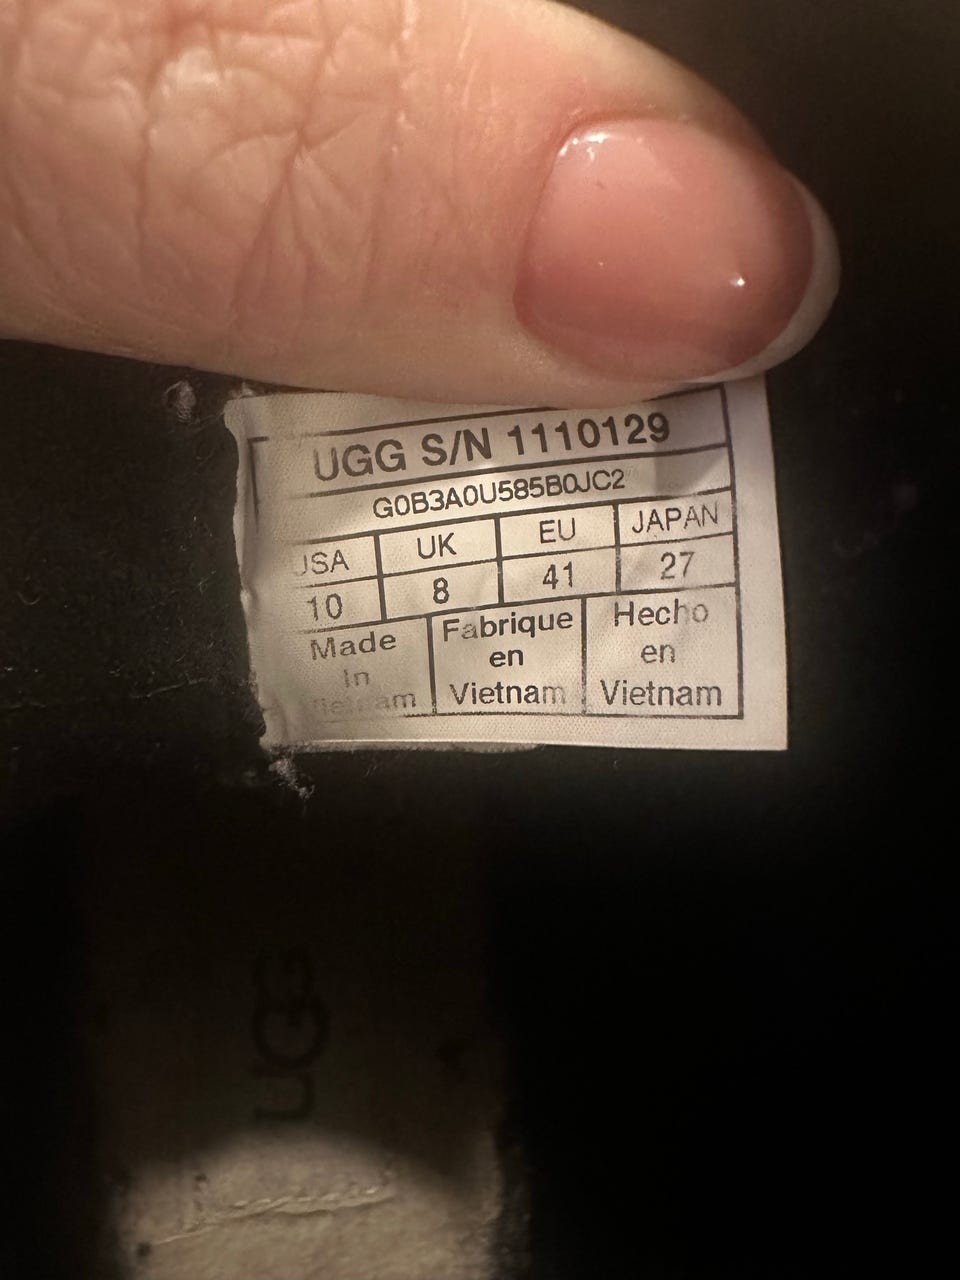 UGG S/N 1110129
G0B3A0U585B0JC2
USA UK EU JAPAN
10 8 41 27
Made in Vietnam
Fabrique en Vietnam
Hecho en Vietnam
UGG